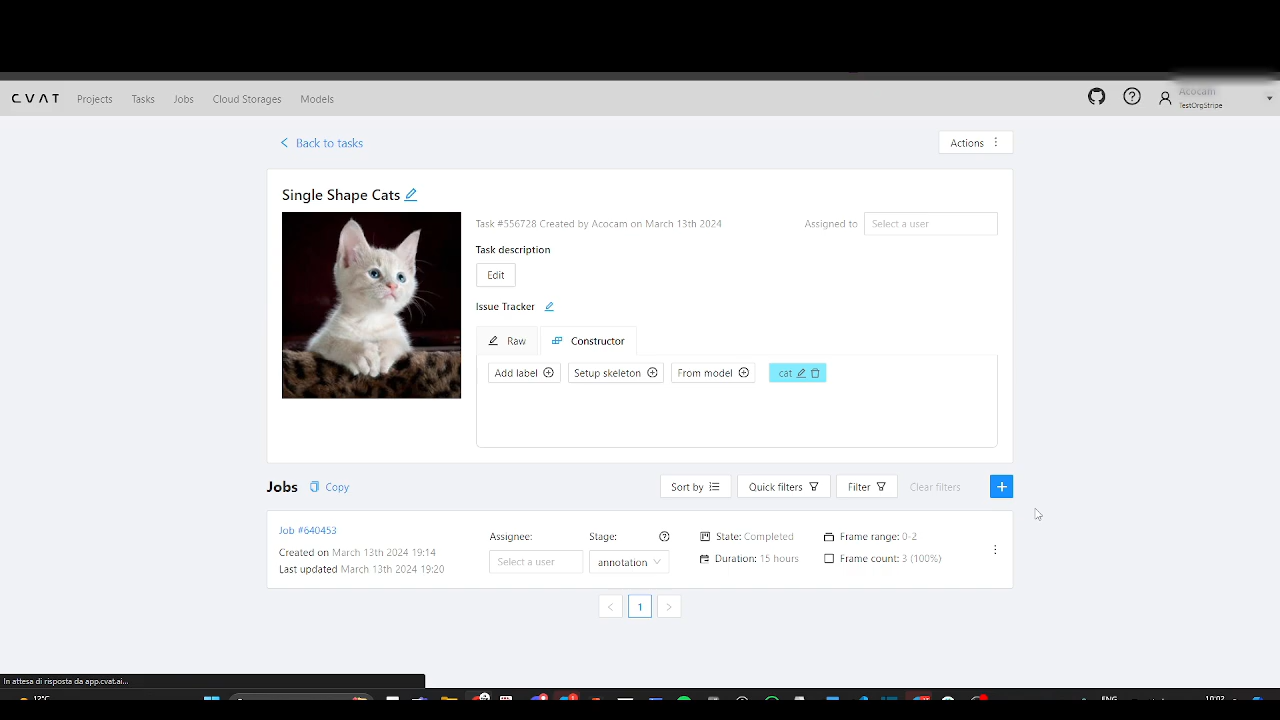 CVAT Projects Tasks Jobs Cloud Storages Models
Acocam
TestOrgStripe
Back to tasks
Actions
Single Shape Cats
Task #556728 Created by Acocam on March 13th 2024
Assigned to
Select a user
Task description
Edit
Issue Tracker
Raw
Constructor
Add label
Setup skeleton
From model
cat
Jobs
Copy
Sort by
Quick filters
Filter
Clear filters
Job #640453
Created on March 13th 2024 19:14
Last updated March 13th 2024 19:20
Assignee:
Select a user
Stage:
annotation
State: Completed
Duration: 15 hours
Frame range: 0-2
Frame count: 3 (100%)
1
In attesa di risposta da app.cvat.ai...